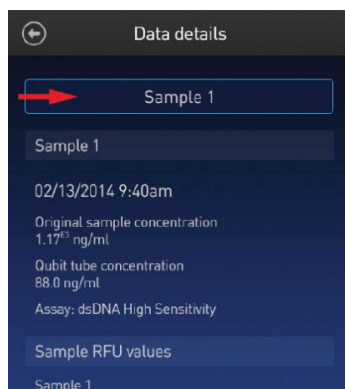 Data details
Sample 1
Sample 1
02/13/2014 9:40am
Original sample concentration
1.17ᴱ³ ng/ml
Qubit tube concentration
88.0 ng/ml
Assay: dsDNA High Sensitivity
Sample RFU values
Sample 1